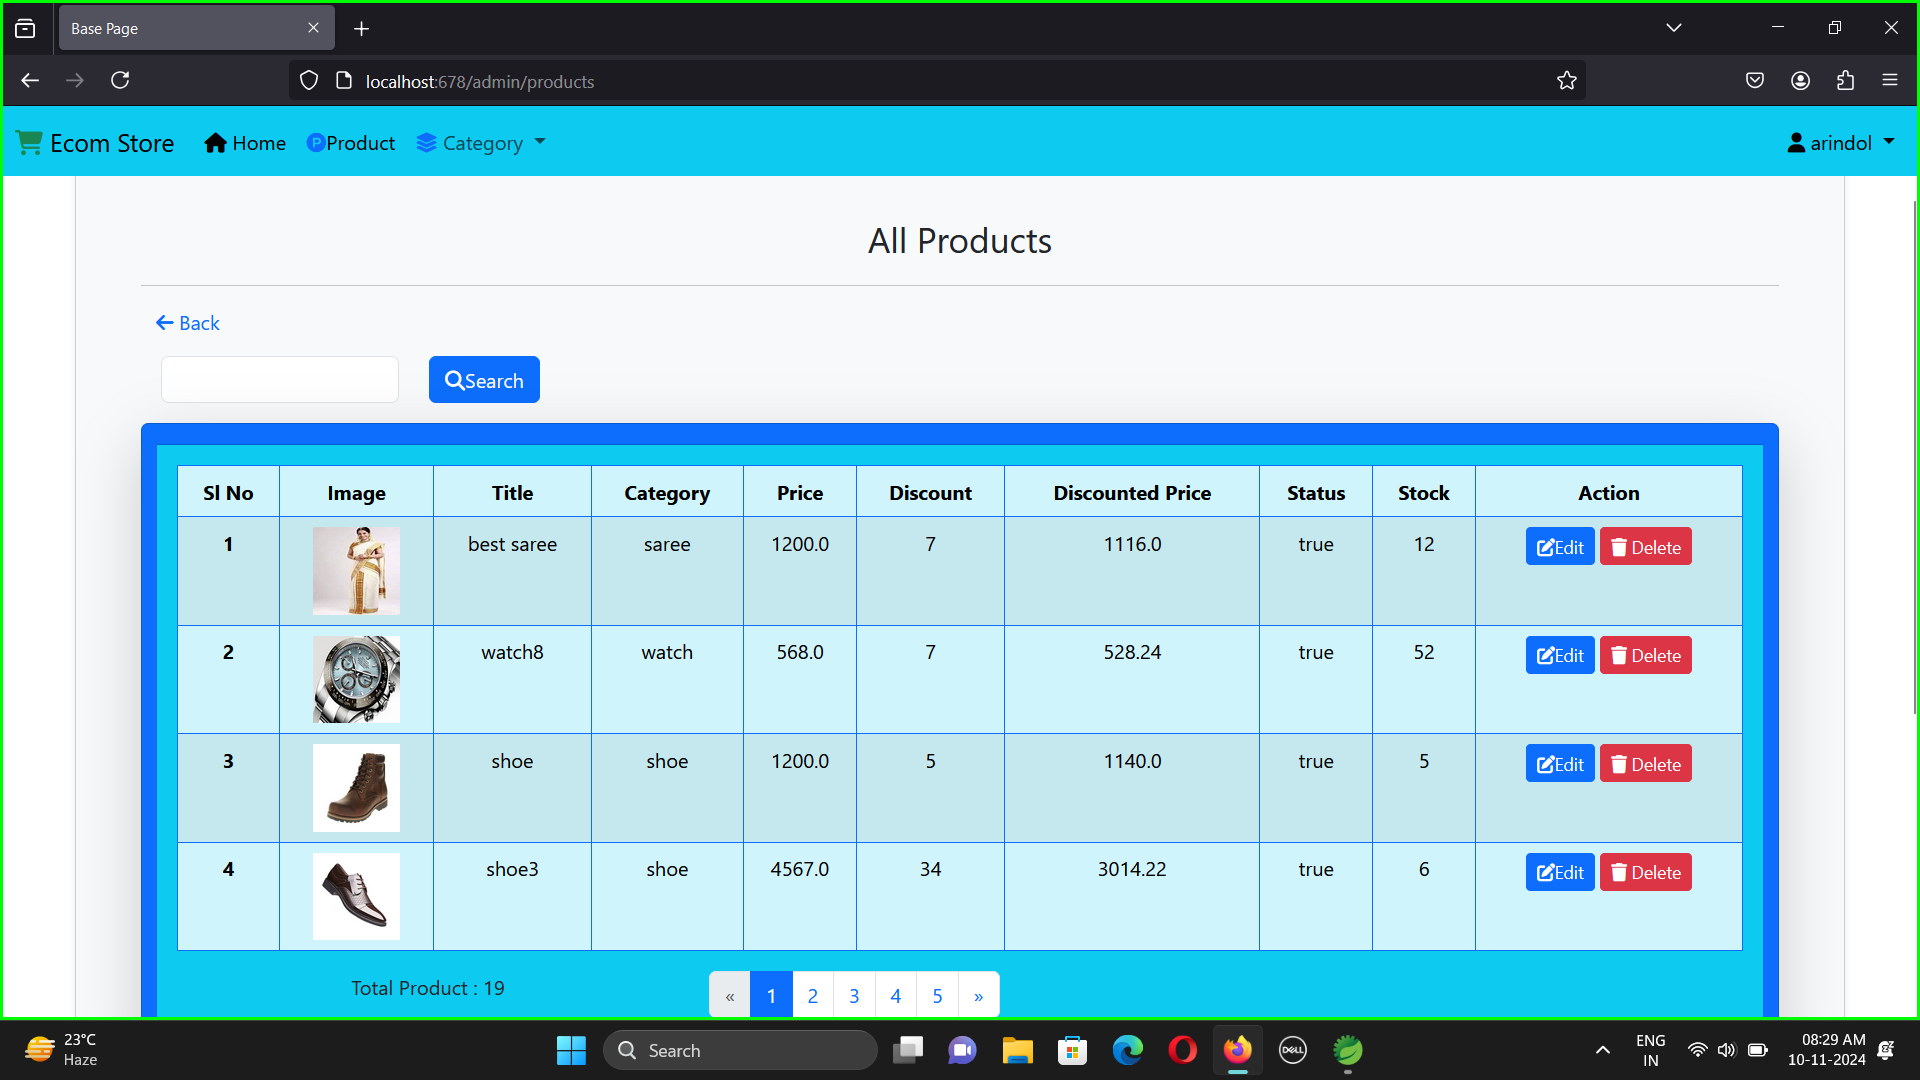 Base Page
localhost:678/admin/products
Ecom Store Home Product Category arindol
All Products
Back
Search
Sl No Image Title Category Price Discount Discounted Price Status Stock Action
1 best saree saree 1200.0 7 1116.0 true 12 Edit Delete
2 watch8 watch 568.0 7 528.24 true 52 Edit Delete
3 shoe shoe 1200.0 5 1140.0 true 5 Edit Delete
4 shoe3 shoe 4567.0 34 3014.22 true 6 Edit Delete
Total Product : 19 « 1 2 3 4 5 »
23°C
Haze
Search
DELL
ENG
IN
08:29 AM
10-11-2024